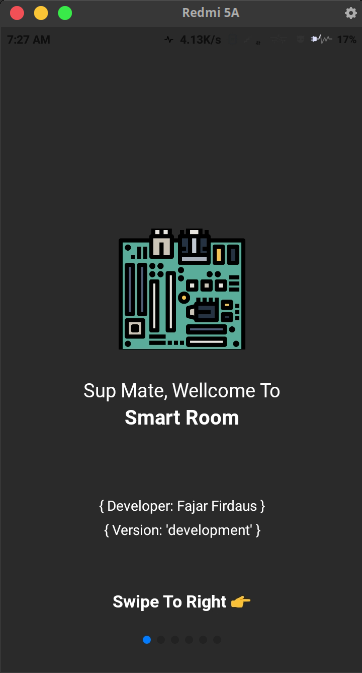 Redmi 5A
7:27 AM 4.13K/s 17%
Sup Mate, Wellcome To
Smart Room
{ Developer: Fajar Firdaus }
{ Version: 'development' }
Swipe To Right 👉